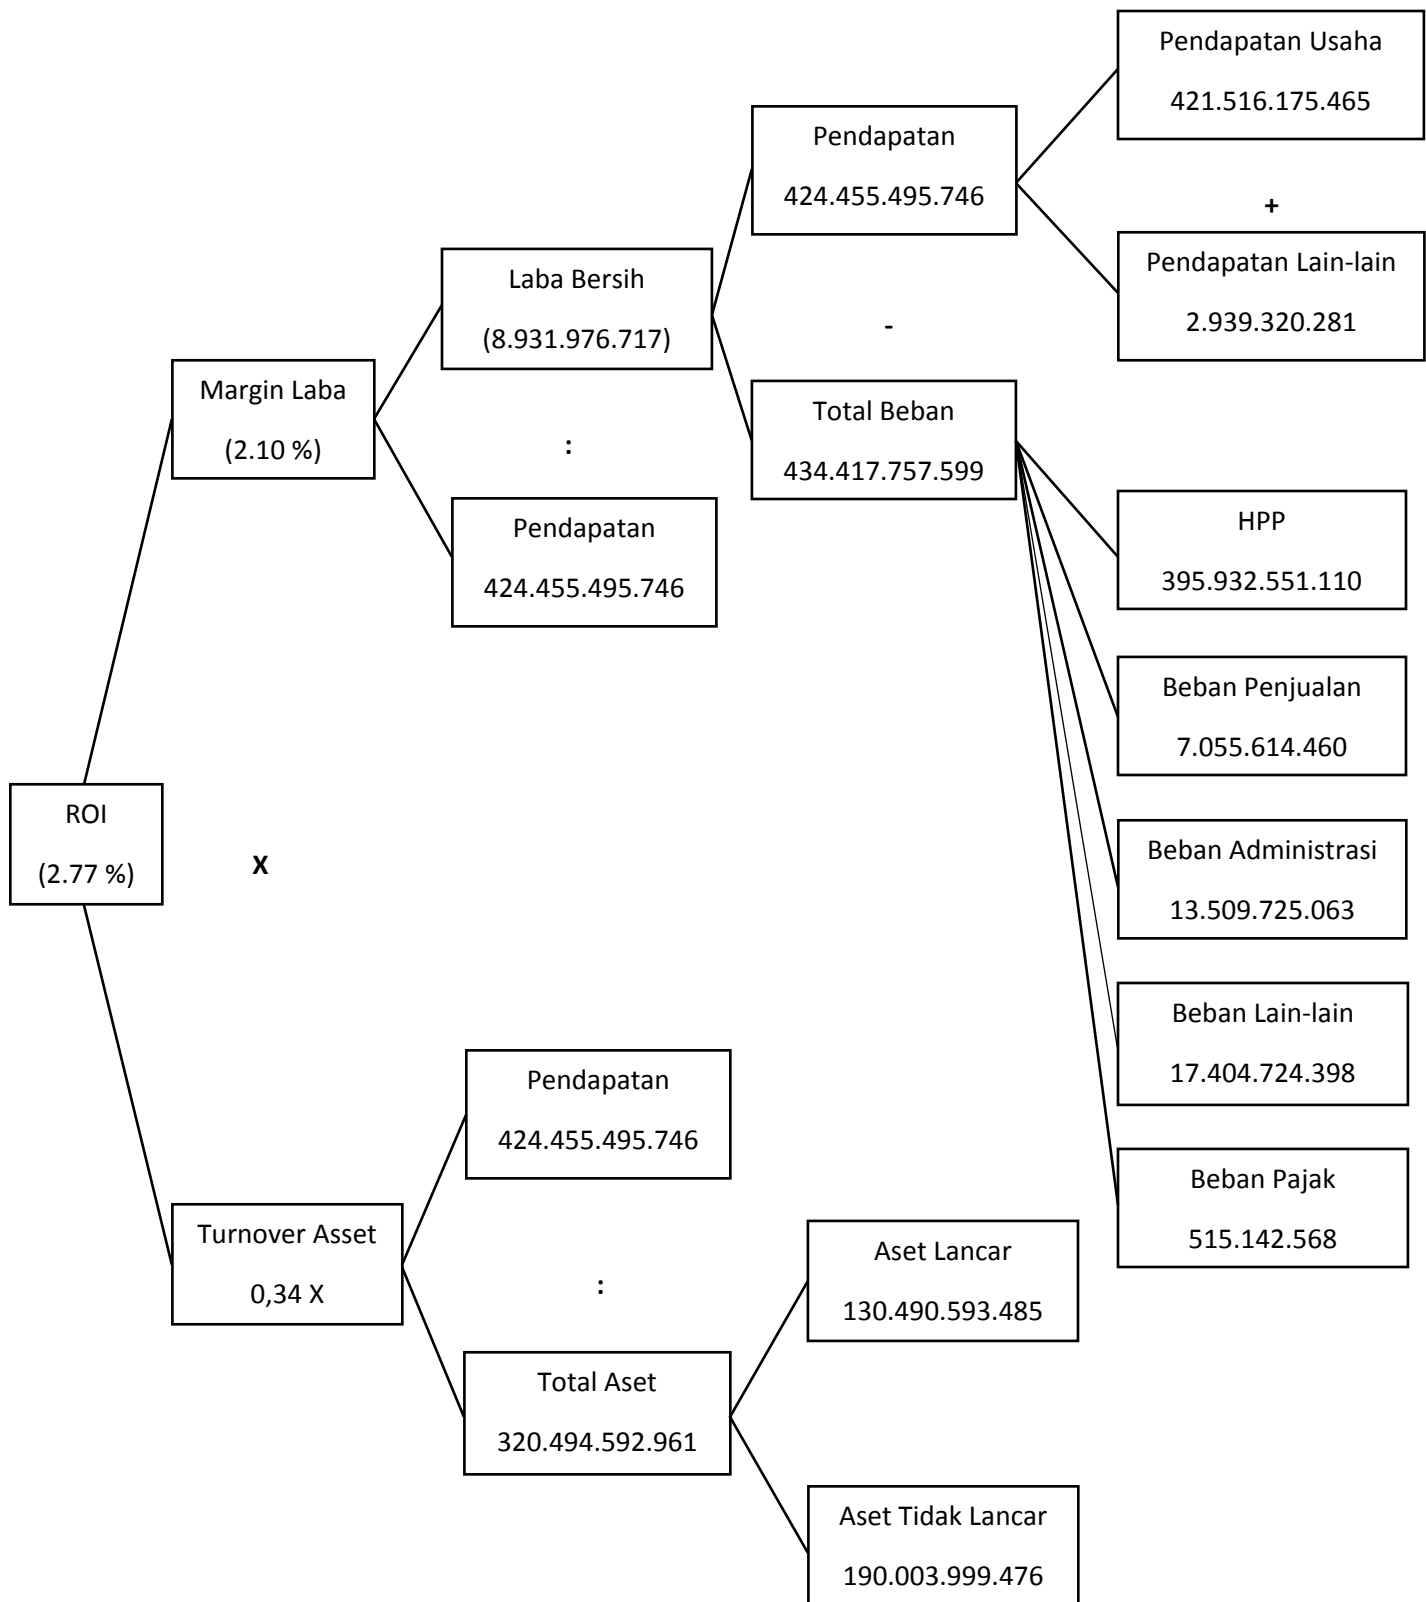 Pendapatan Usaha
421.516.175.465
Pendapatan
424.455.495.746
+
Pendapatan Lain-lain
2.939.320.281
Laba Bersih
(8.931.976.717)
-
Margin Laba
(2.10 %)
:
Total Beban
434.417.757.599
Pendapatan
424.455.495.746
HPP
395.932.551.110
Beban Penjualan
7.055.614.460
ROI
(2.77 %)
X
Beban Administrasi
13.509.725.063
Beban Lain-lain
17.404.724.398
Pendapatan
424.455.495.746
Beban Pajak
515.142.568
Turnover Asset
0,34 X
:
Aset Lancar
130.490.593.485
Total Aset
320.494.592.961
Aset Tidak Lancar
190.003.999.476